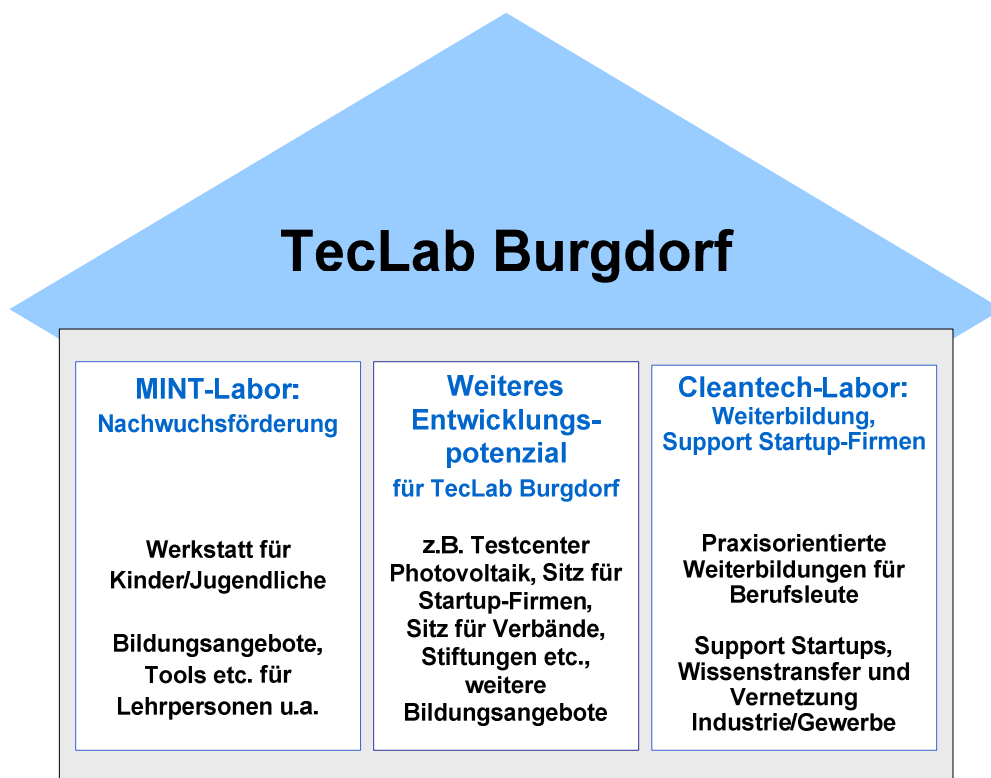 TecLab Burgdorf
MINT-Labor:
Nachwuchsförderung
Werkstatt für
Kinder/Jugendliche
Bildungsangebote,
Tools etc. für
Lehrpersonen u.a.
Weiteres
Entwicklungs-
potenzial
für TecLab Burgdorf
z.B. Testcenter
Photovoltaik, Sitz für
Startup-Firmen,
Sitz für Verbände,
Stiftungen etc.,
weitere
Bildungsangebote
Cleantech-Labor:
Weiterbildung,
Support Startup-Firmen
Praxisorientierte
Weiterbildungen für
Berufsleute
Support Startups,
Wissenstransfer und
Vernetzung
Industrie/Gewerbe